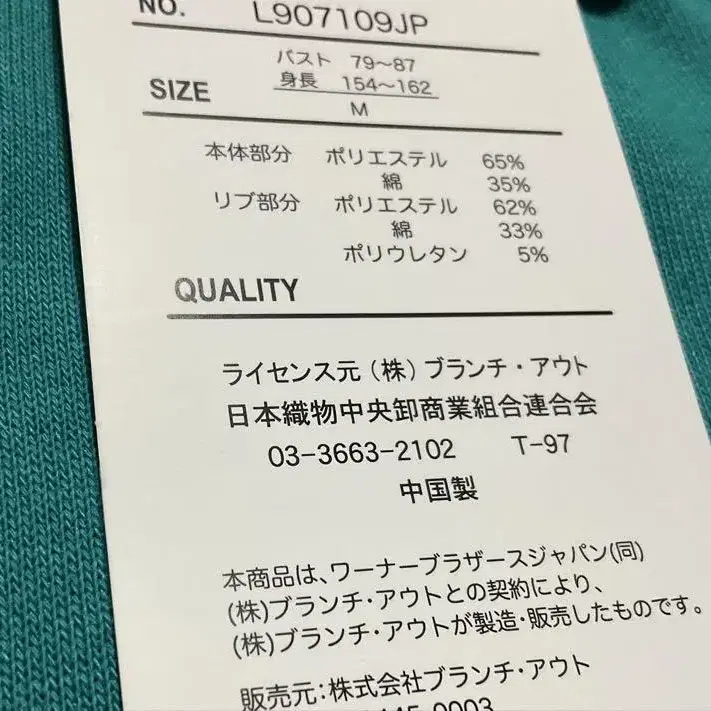 NO. L907109JP
バスト 79～87
身長 154～162
SIZE
M
本体部分 ポリエステル 65%
綿 35%
リブ部分 ポリエステル 62%
綿 33%
ポリウレタン 5%
QUALITY
ライセンス元（株）ブランチ・アウト
日本織物中央卸商業組合連合会
03-3663-2102 T-97
中国製
本商品は、ワーナーブラザースジャパン(同)
(株)ブランチ・アウトとの契約により、
(株)ブランチ・アウトが製造・販売したものです。
販売元:株式会社ブランチ・アウト